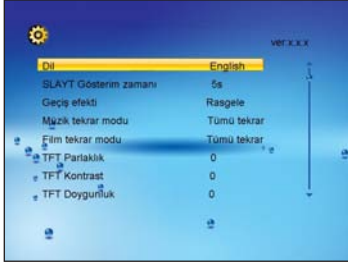 ver:x.x.x
Dil English
SLAYT Gösterim zamanı 5s
Geçiş efekti Rasgele
Müzik tekrar modu Tümü tekrar
Film tekrar modu Tümü tekrar
TFT Parlaklık 0
TFT Kontrast 0
TFT Doygunluk 0